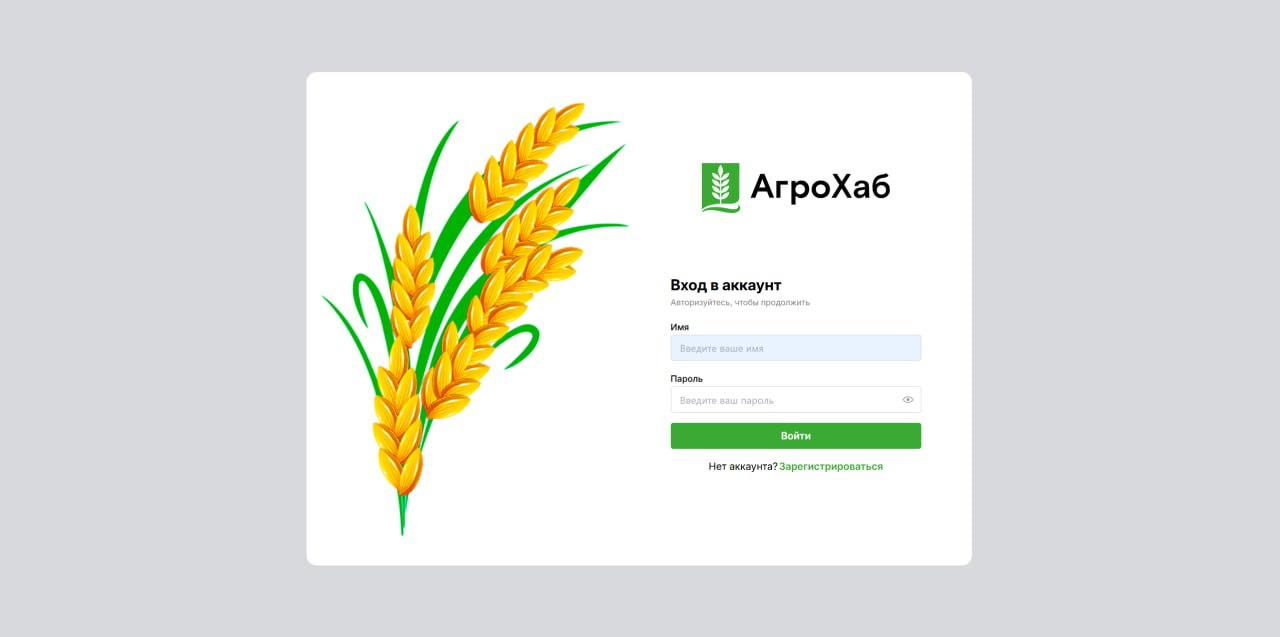 АгроХаб
Вход в аккаунт
Авторизуйтесь, чтобы продолжить
Имя
Введите ваше имя
Пароль
Введите ваш пароль
Войти
Нет аккаунта? Зарегистрироваться